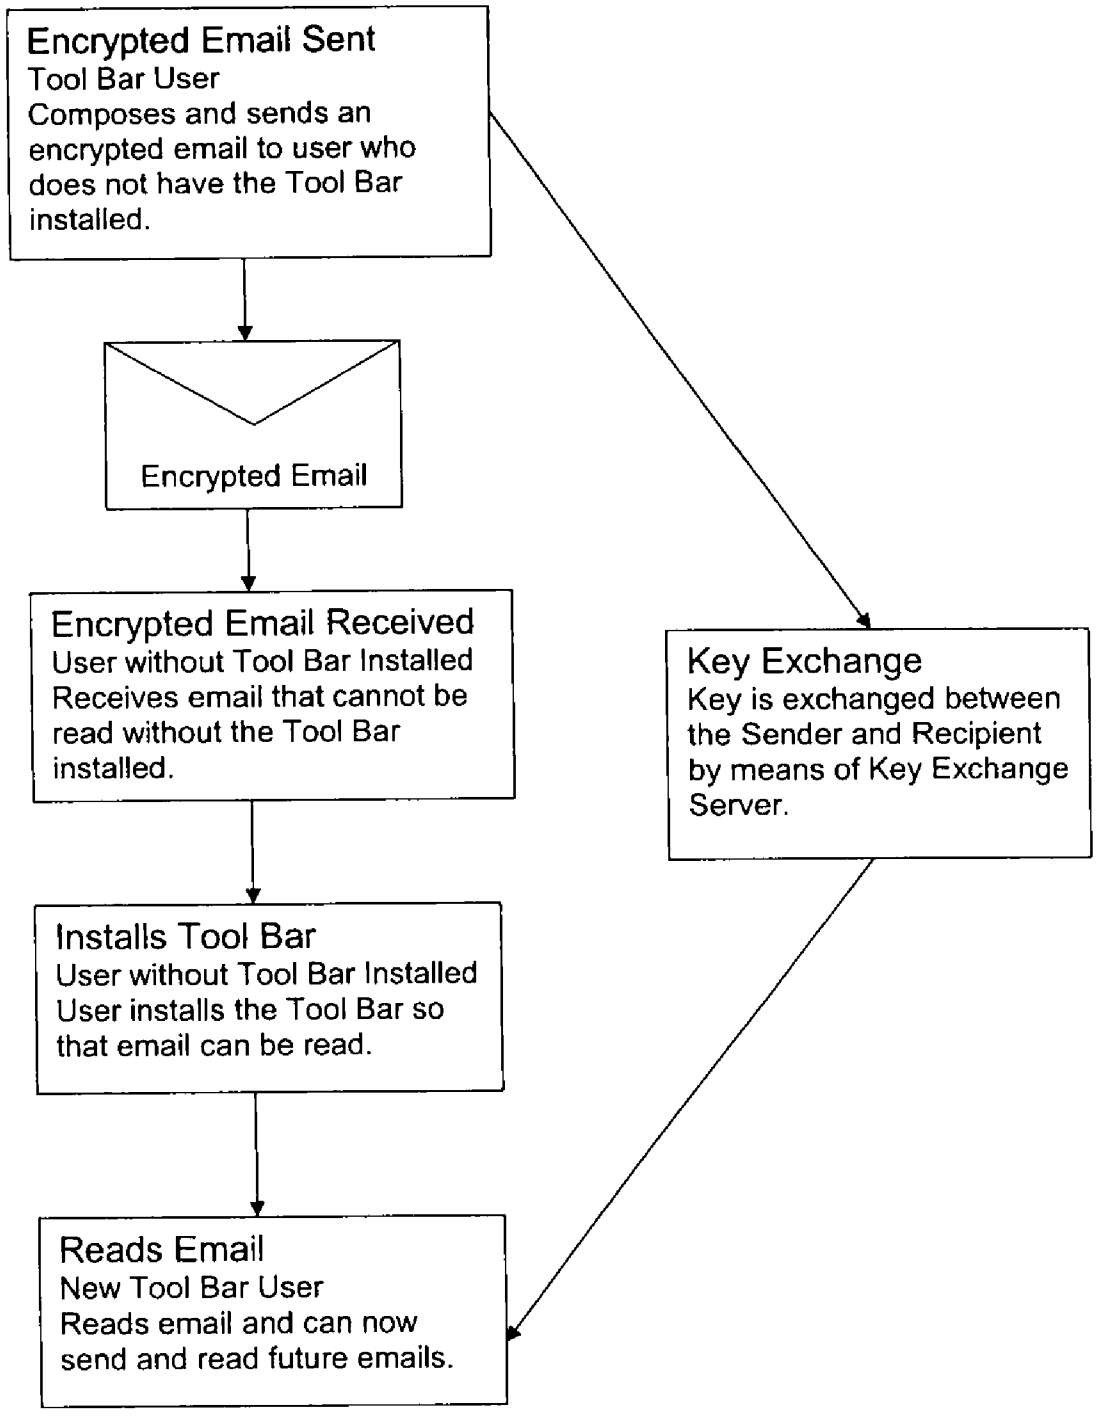 Encrypted Email Sent
Tool Bar User
Composes and sends an
encrypted email to user who
does not have the Tool Bar
installed.
Encrypted Email
Encrypted Email Received
User without Tool Bar Installed
Receives email that cannot be
read without the Tool Bar
installed.
Key Exchange
Key is exchanged between
the Sender and Recipient
by means of Key Exchange
Server.
Installs Tool Bar
User without Tool Bar Installed
User installs the Tool Bar so
that email can be read.
Reads Email
New Tool Bar User
Reads email and can now
send and read future emails.